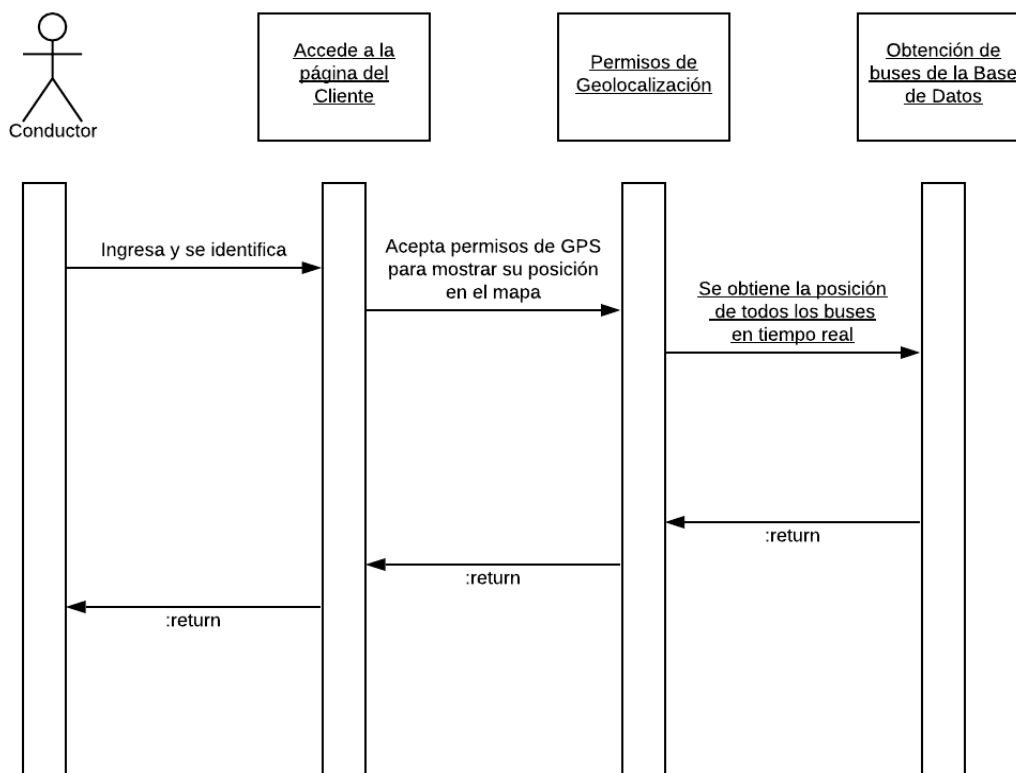 Conductor
Accede a la
página del
Cliente
Permisos de
Geolocalización
Obtención de
buses de la Base
de Datos
Ingresa y se identifica
Acepta permisos de GPS
para mostrar su posición
en el mapa
Se obtiene la posición
de todos los buses
en tiempo real
:return
:return
:return